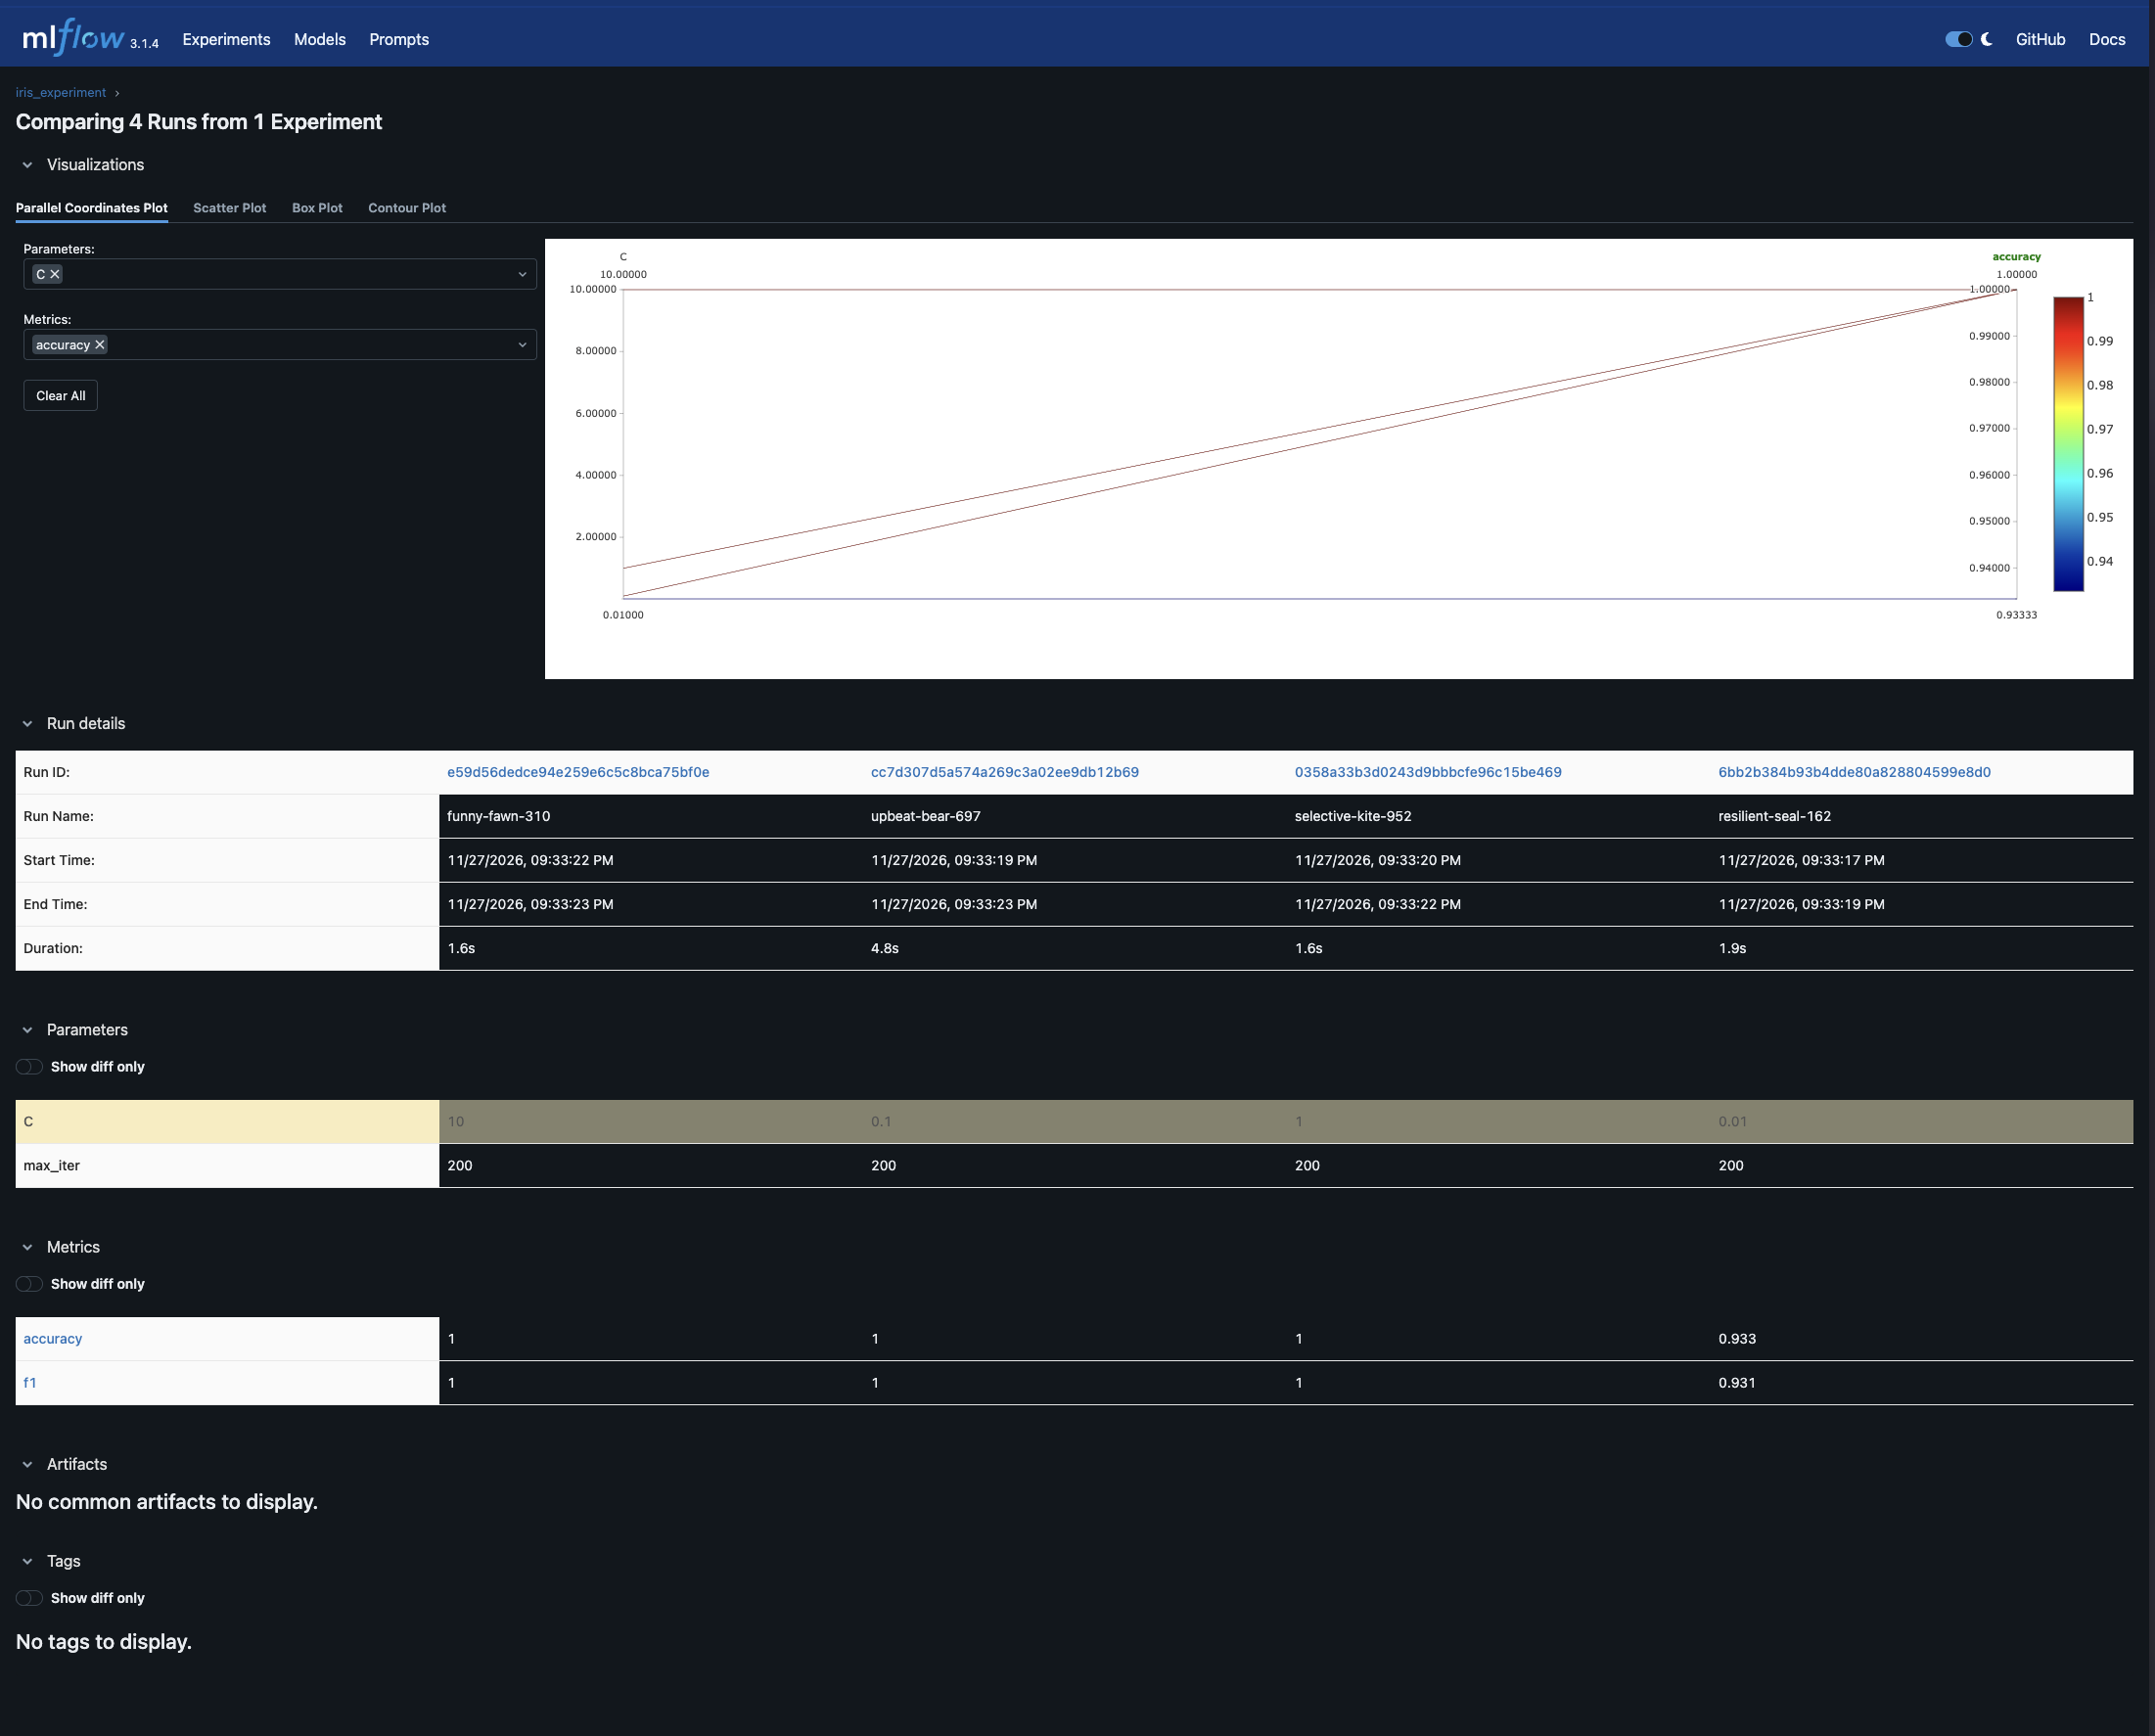 mlflow 3.1.4 Experiments Models Prompts GitHub Docs
iris_experiment ›
Comparing 4 Runs from 1 Experiment
Visualizations
Parallel Coordinates Plot Scatter Plot Box Plot Contour Plot
Parameters:
C
Metrics:
accuracy
Clear All
C accuracy
10.00000 1.00000
10.00000 1.00000 1
0.99000 0.99
8.00000
0.98000 0.98
6.00000
0.97000 0.97
4.00000 0.96000 0.96
0.95000 0.95
2.00000
0.94000 0.94
0.01000 0.93333
Run details
Run ID: e59d56dedce94e259e6c5c8bca75bf0e cc7d307d5a574a269c3a02ee9db12b69 0358a33b3d0243d9bbbcfe96c15be469 6bb2b384b93b4dde80a828804599e8d0
Run Name: funny-fawn-310 upbeat-bear-697 selective-kite-952 resilient-seal-162
Start Time: 11/27/2026, 09:33:22 PM 11/27/2026, 09:33:19 PM 11/27/2026, 09:33:20 PM 11/27/2026, 09:33:17 PM
End Time: 11/27/2026, 09:33:23 PM 11/27/2026, 09:33:23 PM 11/27/2026, 09:33:22 PM 11/27/2026, 09:33:19 PM
Duration: 1.6s 4.8s 1.6s 1.9s
Parameters
Show diff only
C 10 0.1 1 0.01
max_iter 200 200 200 200
Metrics
Show diff only
accuracy 1 1 1 0.933
f1 1 1 1 0.931
Artifacts
No common artifacts to display.
Tags
Show diff only
No tags to display.